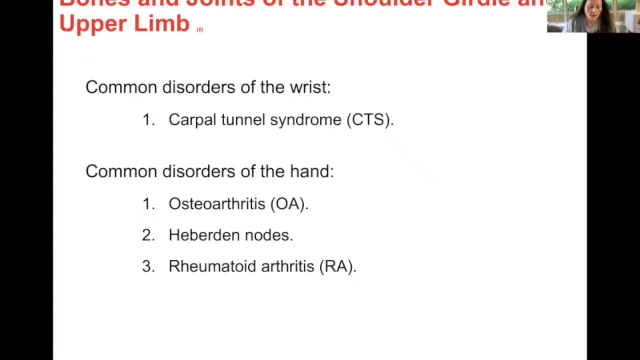 Bones and Joints of the Shoulder Girdle and
Upper Limb (6)
Common disorders of the wrist:
1. Carpal tunnel syndrome (CTS).
Common disorders of the hand:
1. Osteoarthritis (OA).
2. Heberden nodes.
3. Rheumatoid arthritis (RA).